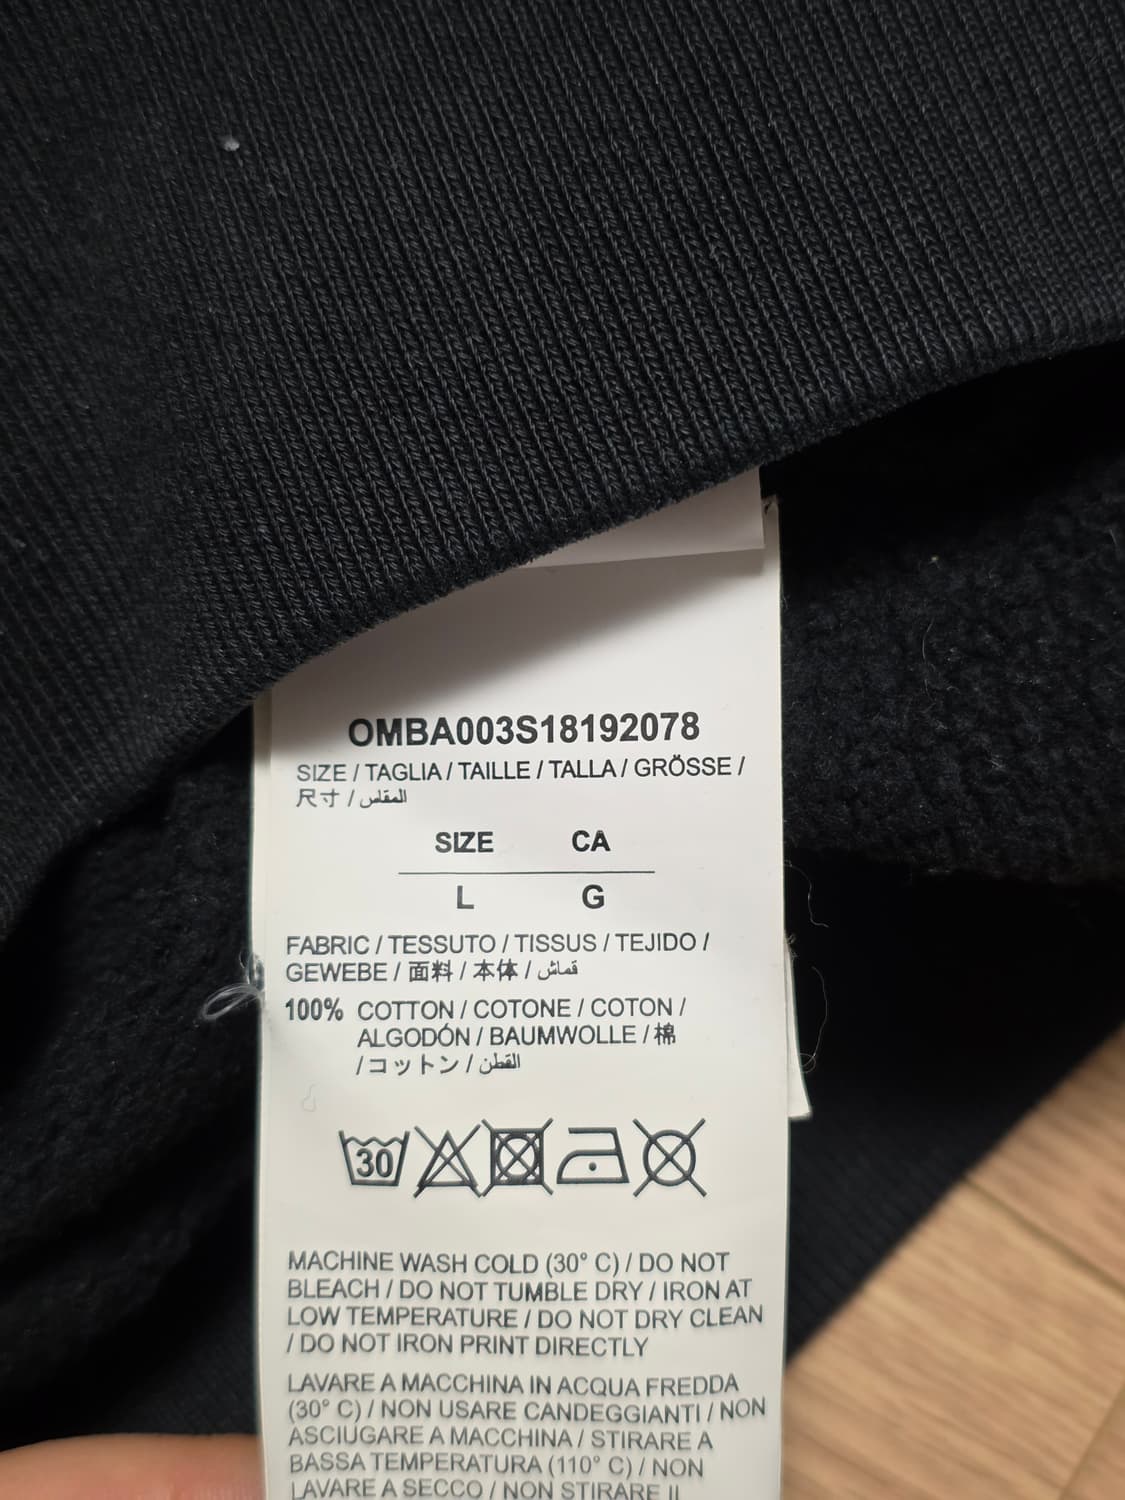 OMBA003S18192078
SIZE / TAGLIA / TAILLE / TALLA / GRÖSSE /
尺寸 / المقاس
SIZE CA
L G
FABRIC / TESSUTO / TISSUS / TEJIDO /
GEWEBE / 面料 / 本体 / قماش
100% COTTON / COTONE / COTON /
ALGODÓN / BAUMWOLLE / 棉
/ コットン / القطن
30
MACHINE WASH COLD (30° C) / DO NOT
BLEACH / DO NOT TUMBLE DRY / IRON AT
LOW TEMPERATURE / DO NOT DRY CLEAN
/ DO NOT IRON PRINT DIRECTLY
LAVARE A MACCHINA IN ACQUA FREDDA
(30° C) / NON USARE CANDEGGIANTI / NON
ASCIUGARE A MACCHINA / STIRARE A
BASSA TEMPERATURA (110° C) / NON
LAVARE A SECCO / NON STIRARE IL